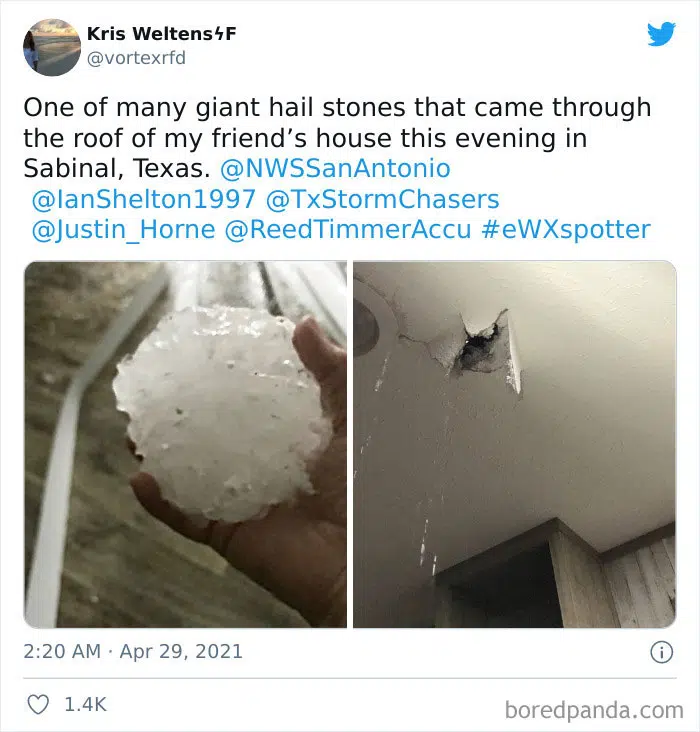 Kris WeltensϟF
@vortexrfd
One of many giant hail stones that came through
the roof of my friend’s house this evening in
Sabinal, Texas. @NWSSanAntonio
@IanShelton1997 @TxStormChasers
@Justin_Horne @ReedTimmerAccu #eWXspotter
2:20 AM · Apr 29, 2021
1.4K
boredpanda.com